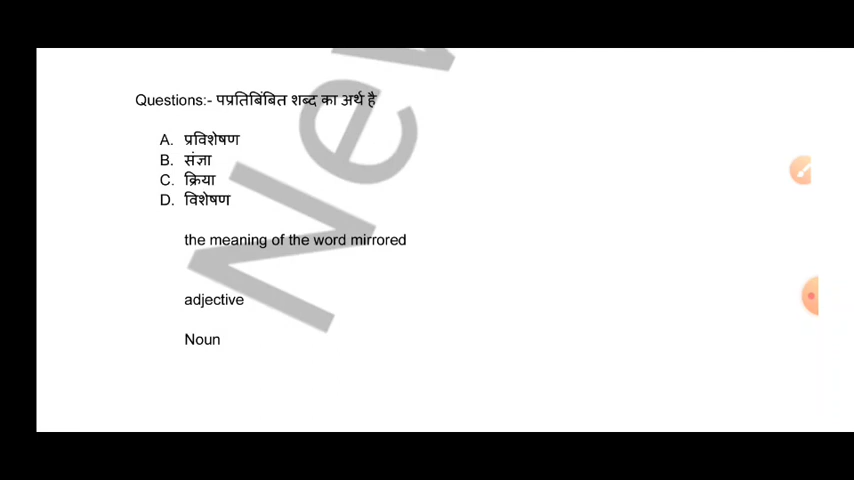 Questions:- पप्रतिबिंबित शब्द का अर्थ है
A. प्रविशेषण
B. संज्ञा
C. क्रिया
D. विशेषण
the meaning of the word mirrored
adjective
Noun